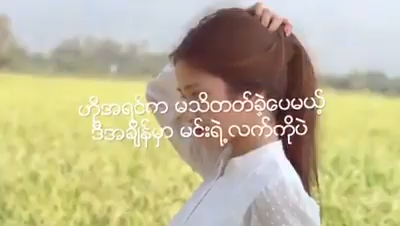 ဟိုအရင်က မသိတတ်ခဲ့ပေမယ့်
ဒီအချိန်မှာ မင်းရဲ့လက်ကိုပဲ